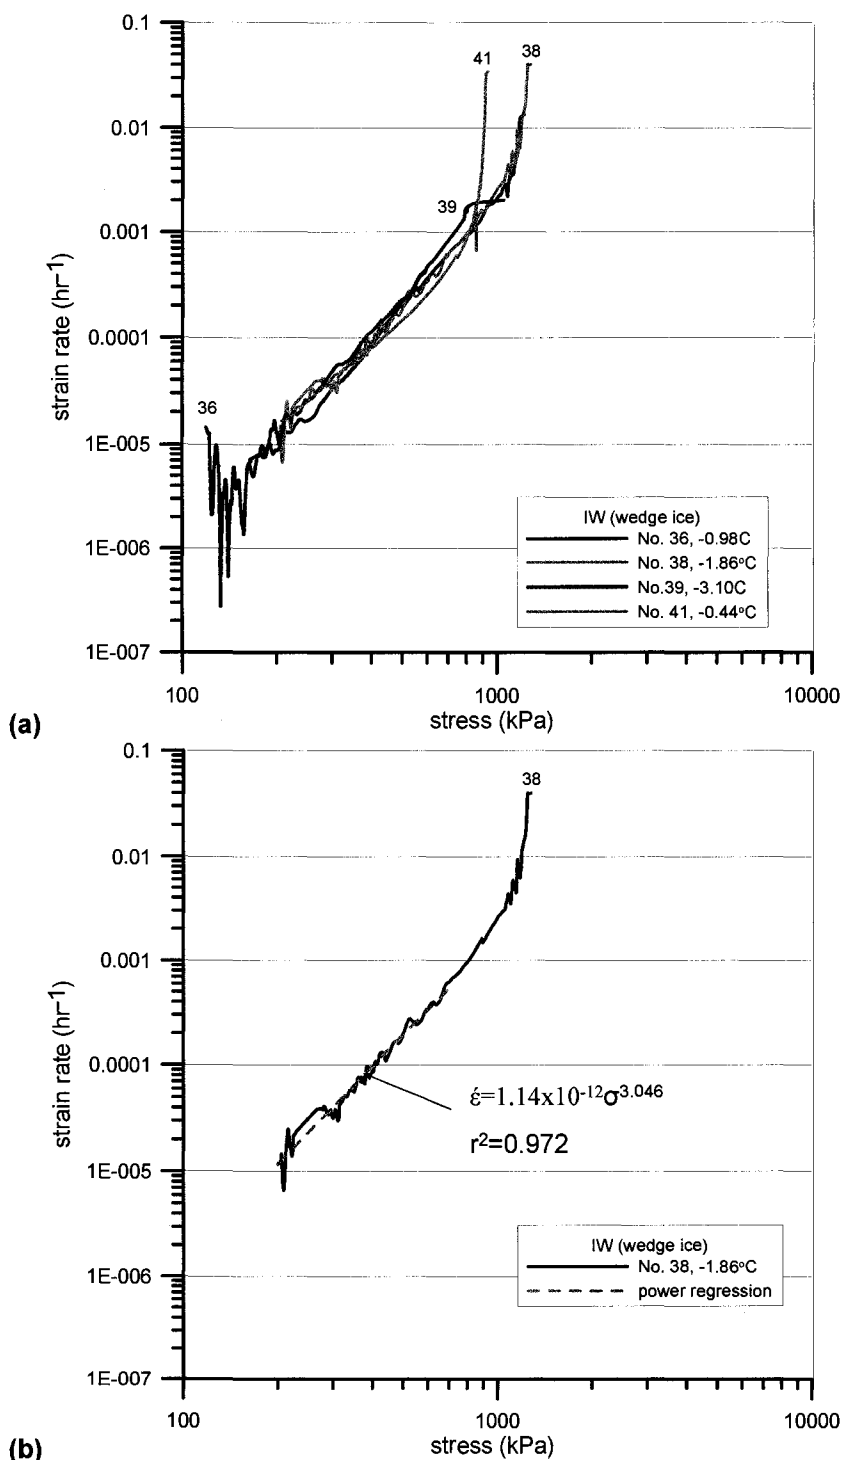 0.1
41
38
0.01
39
0.001
strain rate (hr⁻¹)
0.0001
36
1E-005
IW (wedge ice)
No. 36, -0.98C
1E-006
No. 38, -1.86°C
No.39, -3.10C
No. 41, -0.44°C
1E-007
100
1000
10000
(a)
stress (kPa)
0.1
38
0.01
0.001
strain rate (hr⁻¹)
0.0001
έ=1.14x10⁻¹²σ³·⁰⁴⁶
r²=0.972
1E-005
IW (wedge ice)
No. 38, -1.86°C
1E-006
power regression
1E-007
100
1000
10000
(b)
stress (kPa)